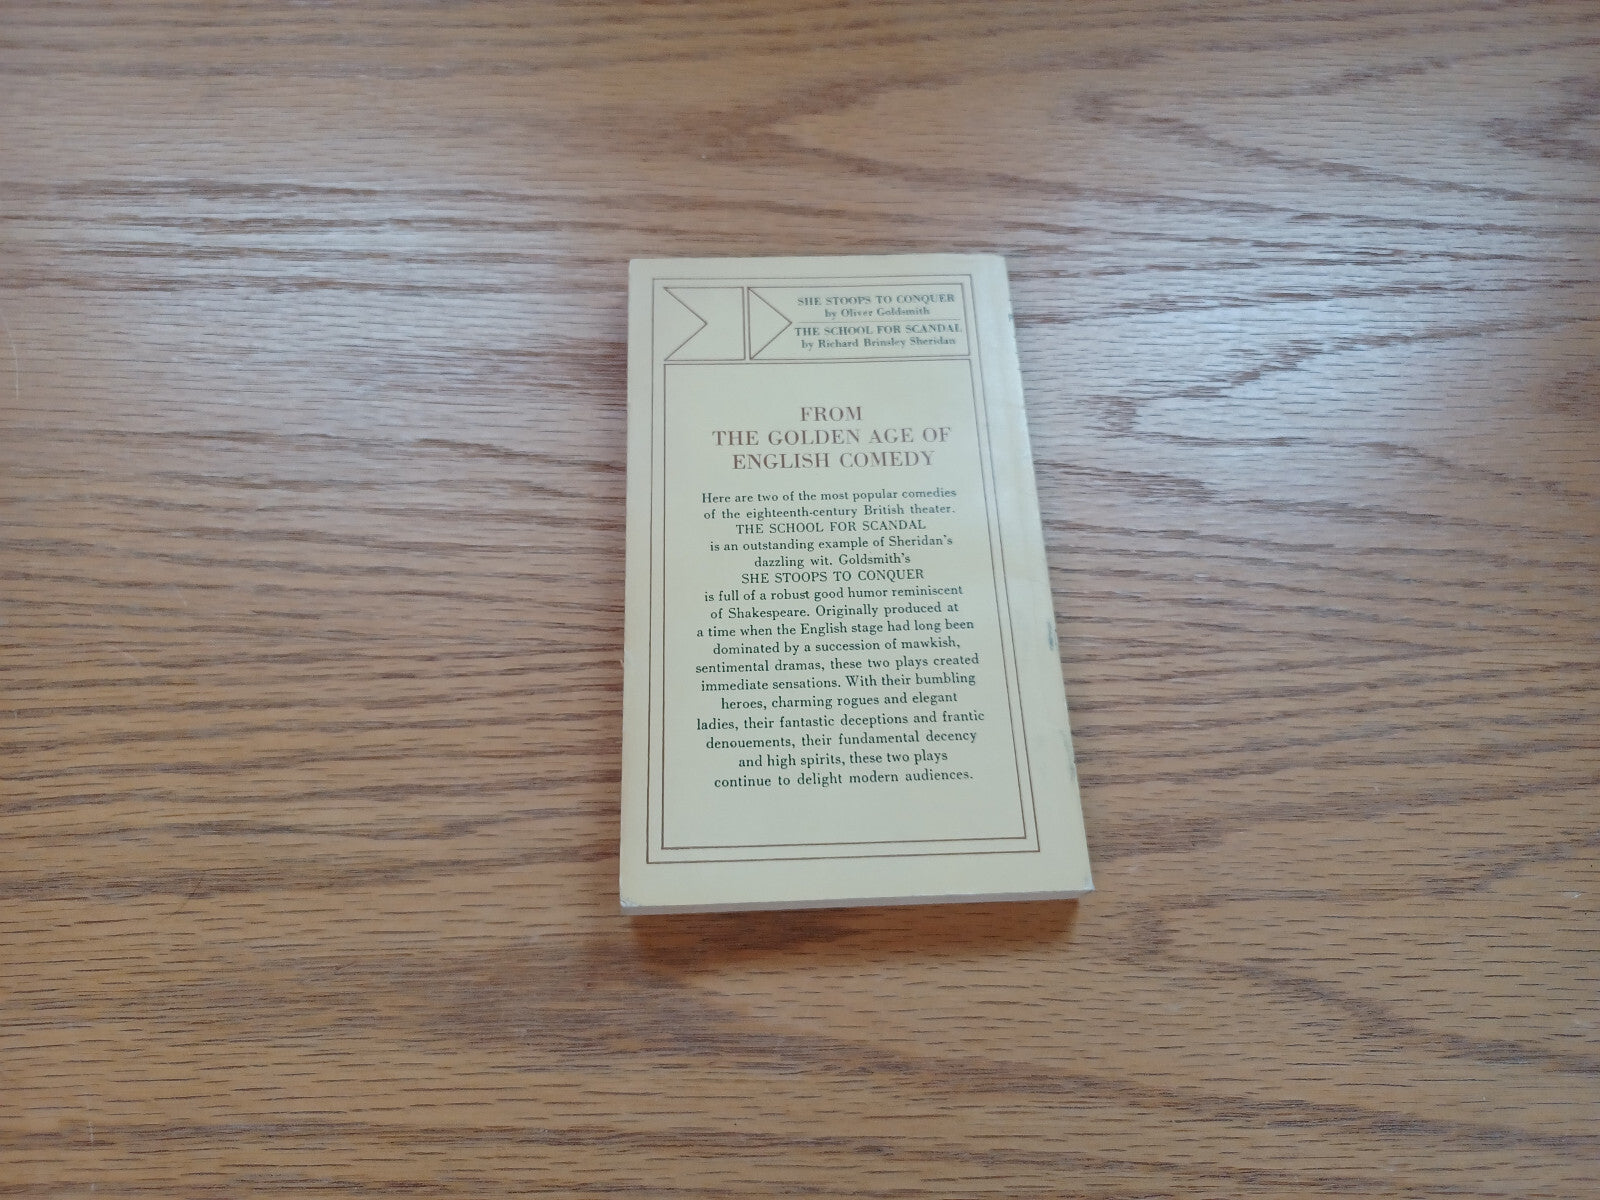 SHE STOOPS TO CONQUER
by Oliver Goldsmith
THE SCHOOL FOR SCANDAL
by Richard Brinsley Sheridan
FROM
THE GOLDEN AGE OF
ENGLISH COMEDY
Here are two of the most popular comedies
of the eighteenth-century British theater.
THE SCHOOL FOR SCANDAL
is an outstanding example of Sheridan's
dazzling wit. Goldsmith's
SHE STOOPS TO CONQUER
is full of a robust good humor reminiscent
of Shakespeare. Originally produced at
a time when the English stage had long been
dominated by a succession of mawkish,
sentimental dramas, these two plays created
immediate sensations. With their bumbling
heroes, charming rogues and elegant
ladies, their fantastic deceptions and frantic
denouements, their fundamental decency
and high spirits, these two plays
continue to delight modern audiences.